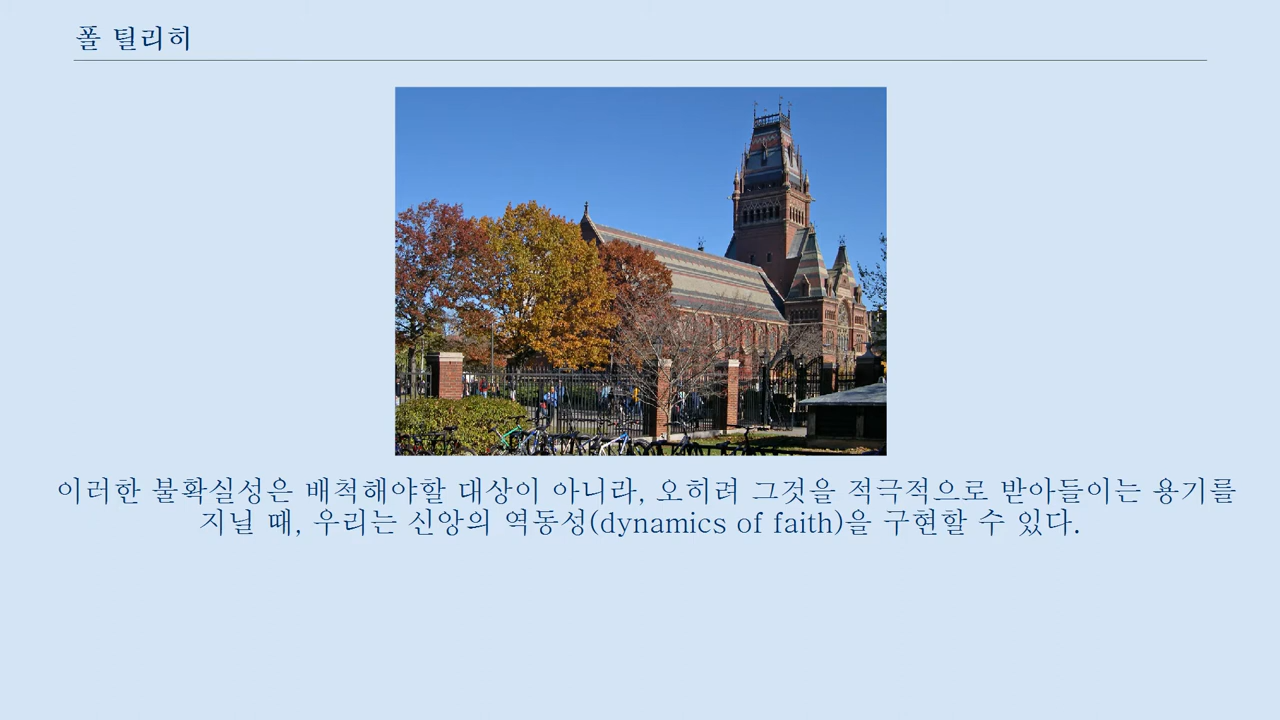 폴 틸리히
이러한 불확실성은 배척해야할 대상이 아니라, 오히려 그것을 적극적으로 받아들이는 용기를
지닐 때, 우리는 신앙의 역동성(dynamics of faith)을 구현할 수 있다.